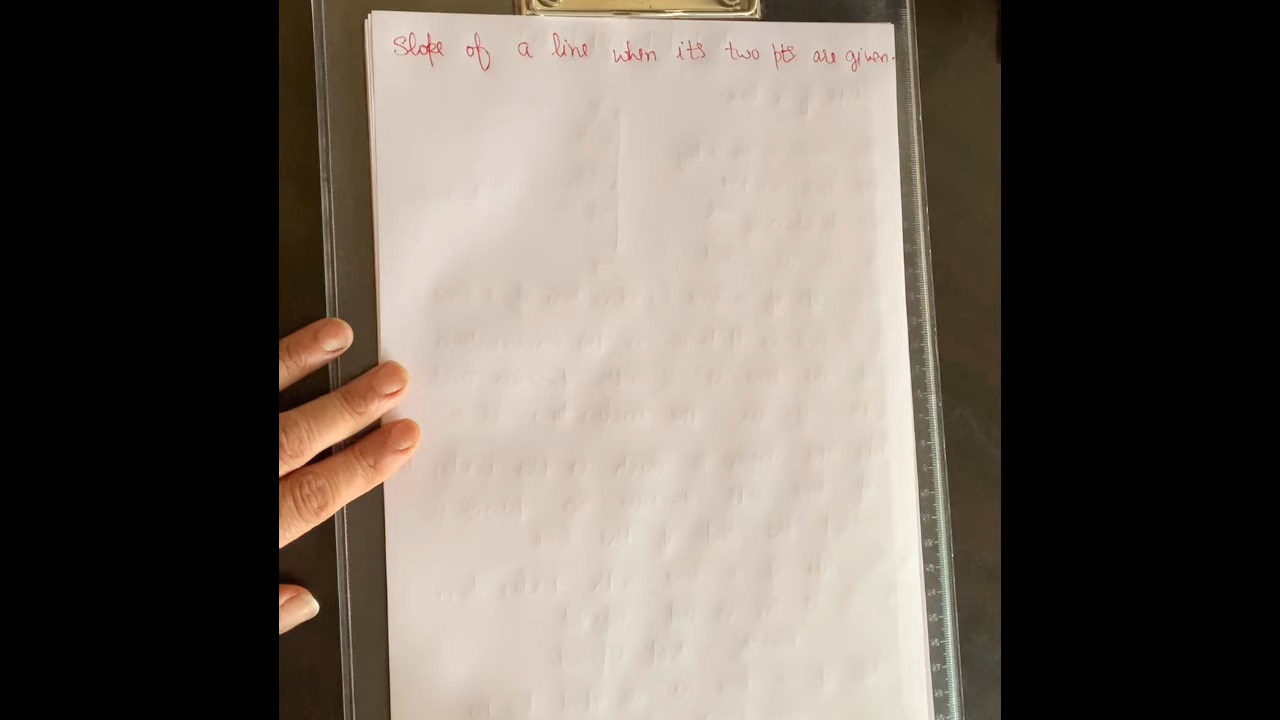 Slope of a line when its two pts are given.